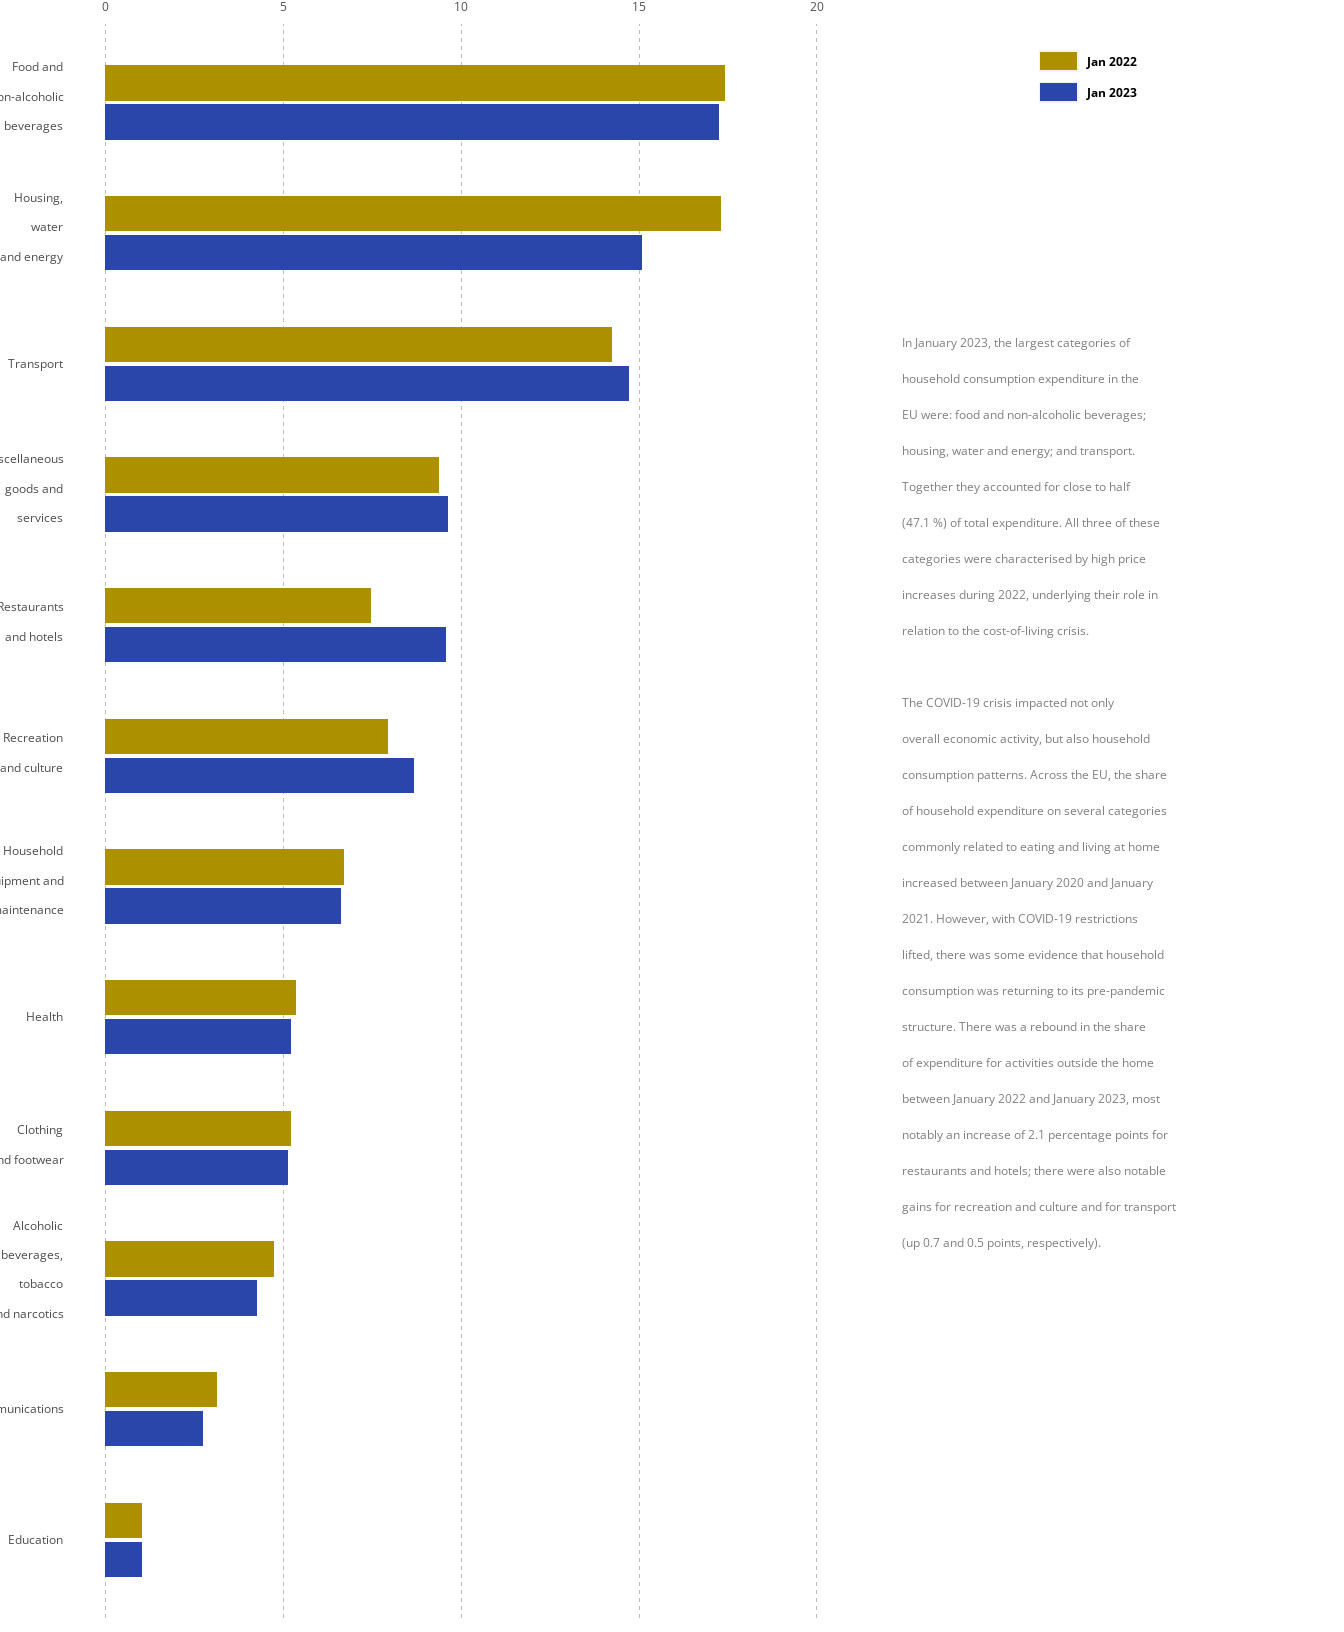 0 5 10 15 20
Jan 2022
Jan 2023
Food and
on-alcoholic
beverages
Housing,
water
and energy
Transport
scellaneous
goods and
services
Restaurants
and hotels
Recreation
and culture
Household
ipment and
maintenance
Health
Clothing
nd footwear
Alcoholic
beverages,
tobacco
nd narcotics
munications
Education
In January 2023, the largest categories of
household consumption expenditure in the
EU were: food and non-alcoholic beverages;
housing, water and energy; and transport.
Together they accounted for close to half
(47.1 %) of total expenditure. All three of these
categories were characterised by high price
increases during 2022, underlying their role in
relation to the cost-of-living crisis.
The COVID-19 crisis impacted not only
overall economic activity, but also household
consumption patterns. Across the EU, the share
of household expenditure on several categories
commonly related to eating and living at home
increased between January 2020 and January
2021. However, with COVID-19 restrictions
lifted, there was some evidence that household
consumption was returning to its pre-pandemic
structure. There was a rebound in the share
of expenditure for activities outside the home
between January 2022 and January 2023, most
notably an increase of 2.1 percentage points for
restaurants and hotels; there were also notable
gains for recreation and culture and for transport
(up 0.7 and 0.5 points, respectively).